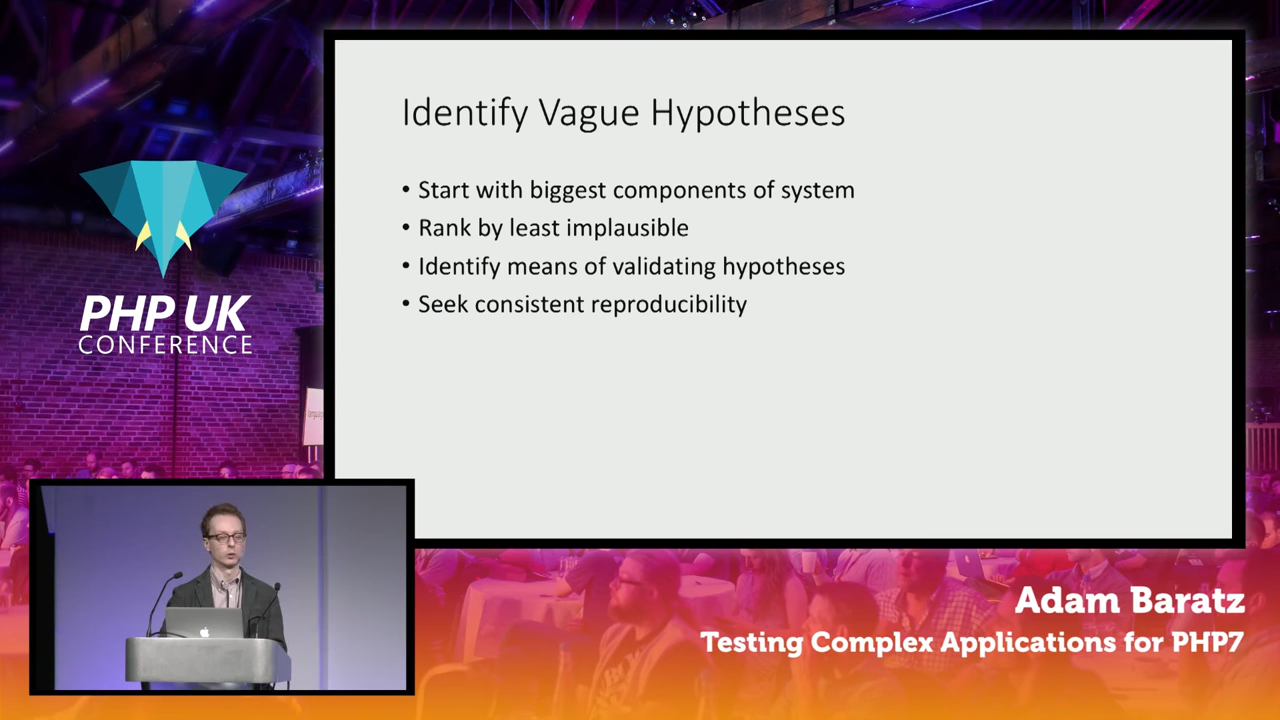 Identify Vague Hypotheses
• Start with biggest components of system
• Rank by least implausible
• Identify means of validating hypotheses
• Seek consistent reproducibility
PHP UK
CONFERENCE
Adam Baratz
Testing Complex Applications for PHP7